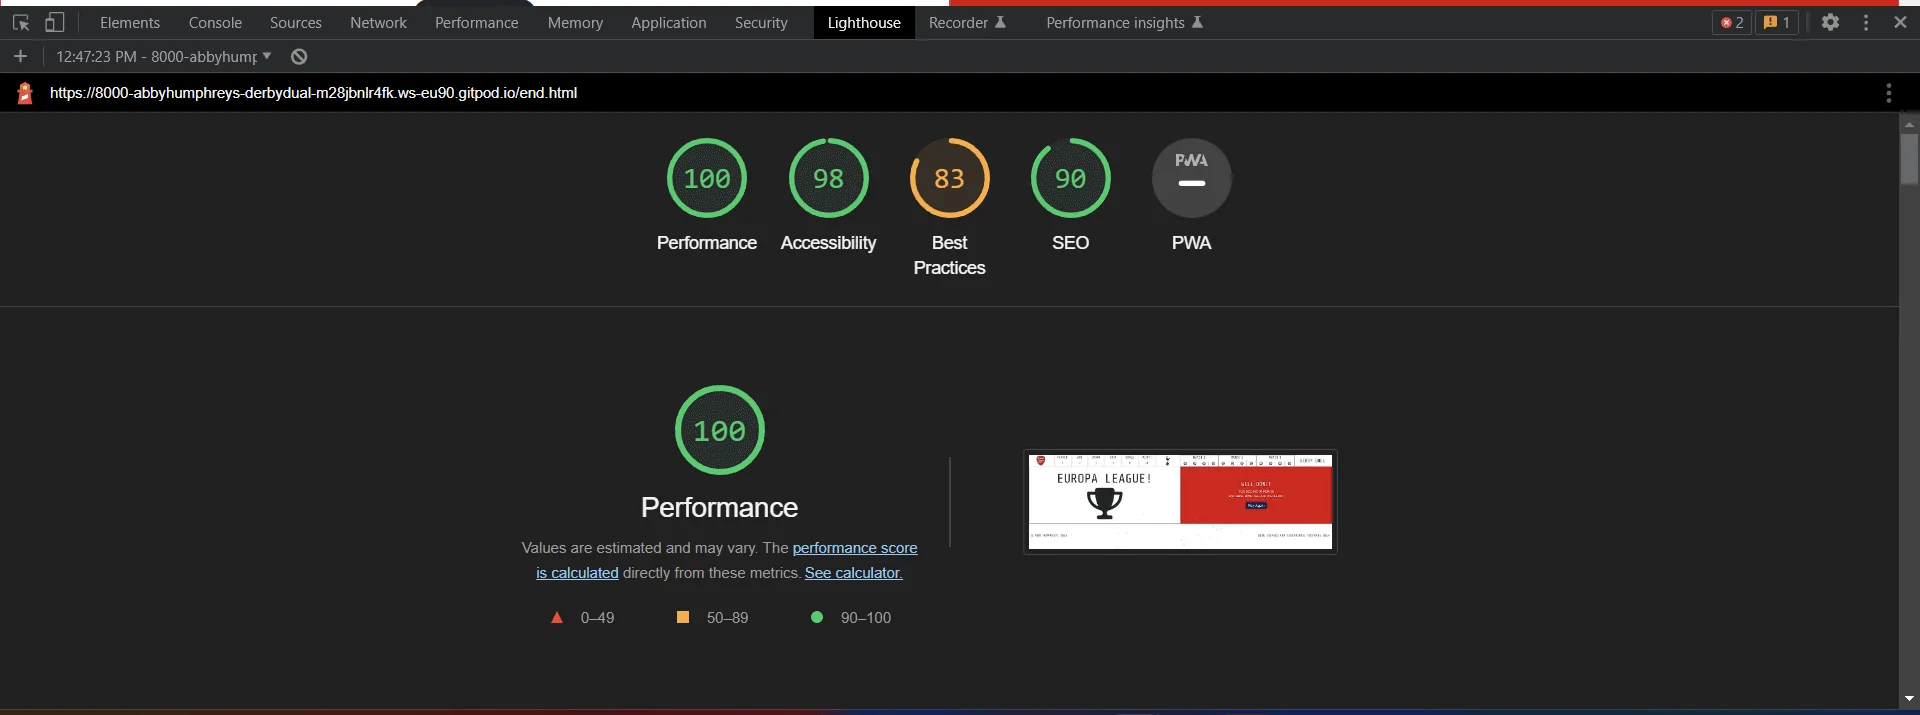 Elements Console Sources Network Performance Memory Application Security Lighthouse Recorder Performance insights 2 1
12:47:23 PM - 8000-abbyhump
https://8000-abbyhumphreys-derbydual-m28jbnlr4fk.ws-eu90.gitpod.io/end.html
100 98 83 90 PWA
Performance Accessibility Best Practices SEO PWA
100
Performance
Values are estimated and may vary. The performance score
is calculated directly from these metrics. See calculator.
0–49 50–89 90–100
EUROPA LEAGUE!
WELL DONE!
Play Again